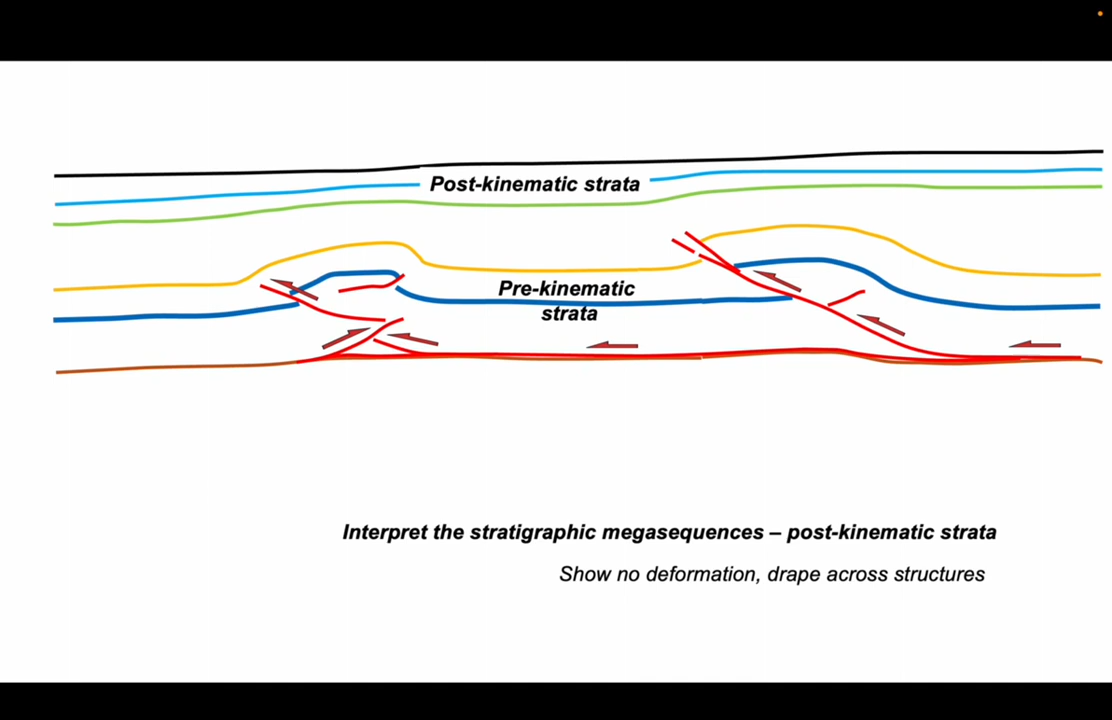 Post-kinematic strata
Pre-kinematic
strata
Interpret the stratigraphic megasequences – post-kinematic strata
Show no deformation, drape across structures